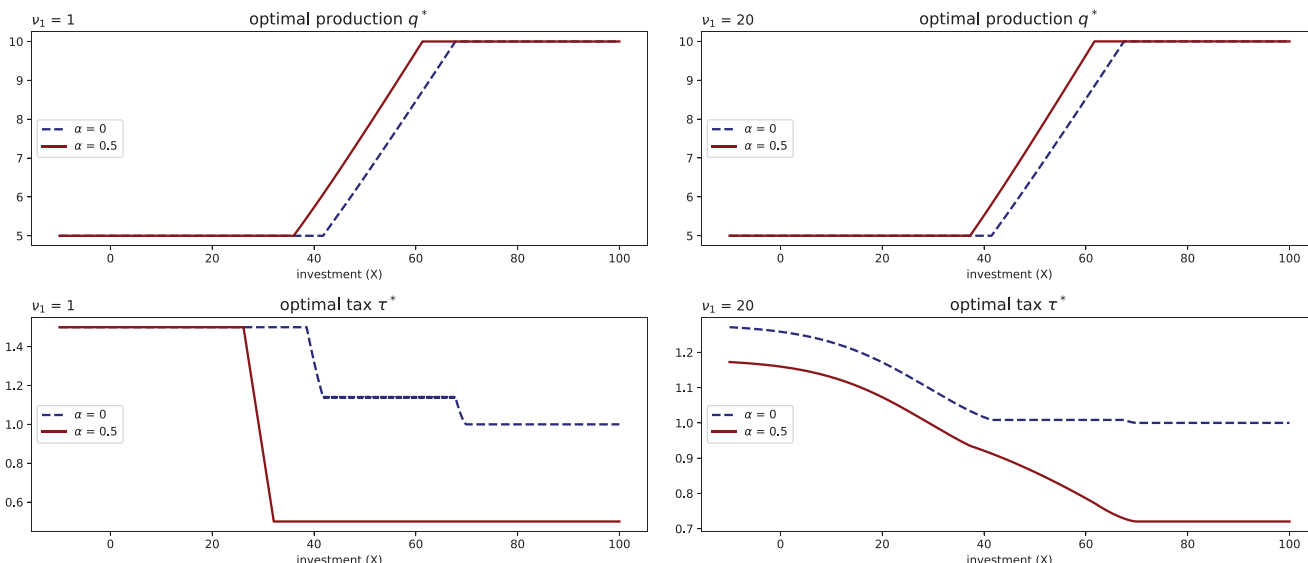 ν₁ = 1
optimal production q*
10
9
8
7
6
5
α = 0
α = 0.5
0 20 40 60 80 100
investment (X)
ν₁ = 20
optimal production q*
10
9
8
7
6
5
α = 0
α = 0.5
0 20 40 60 80 100
investment (X)
ν₁ = 1
optimal tax τ*
1.4
1.2
1.0
0.8
0.6
α = 0
α = 0.5
0 20 40 60 80 100
investment (X)
ν₁ = 20
optimal tax τ*
1.2
1.1
1.0
0.9
0.8
0.7
α = 0
α = 0.5
0 20 40 60 80 100
investment (X)